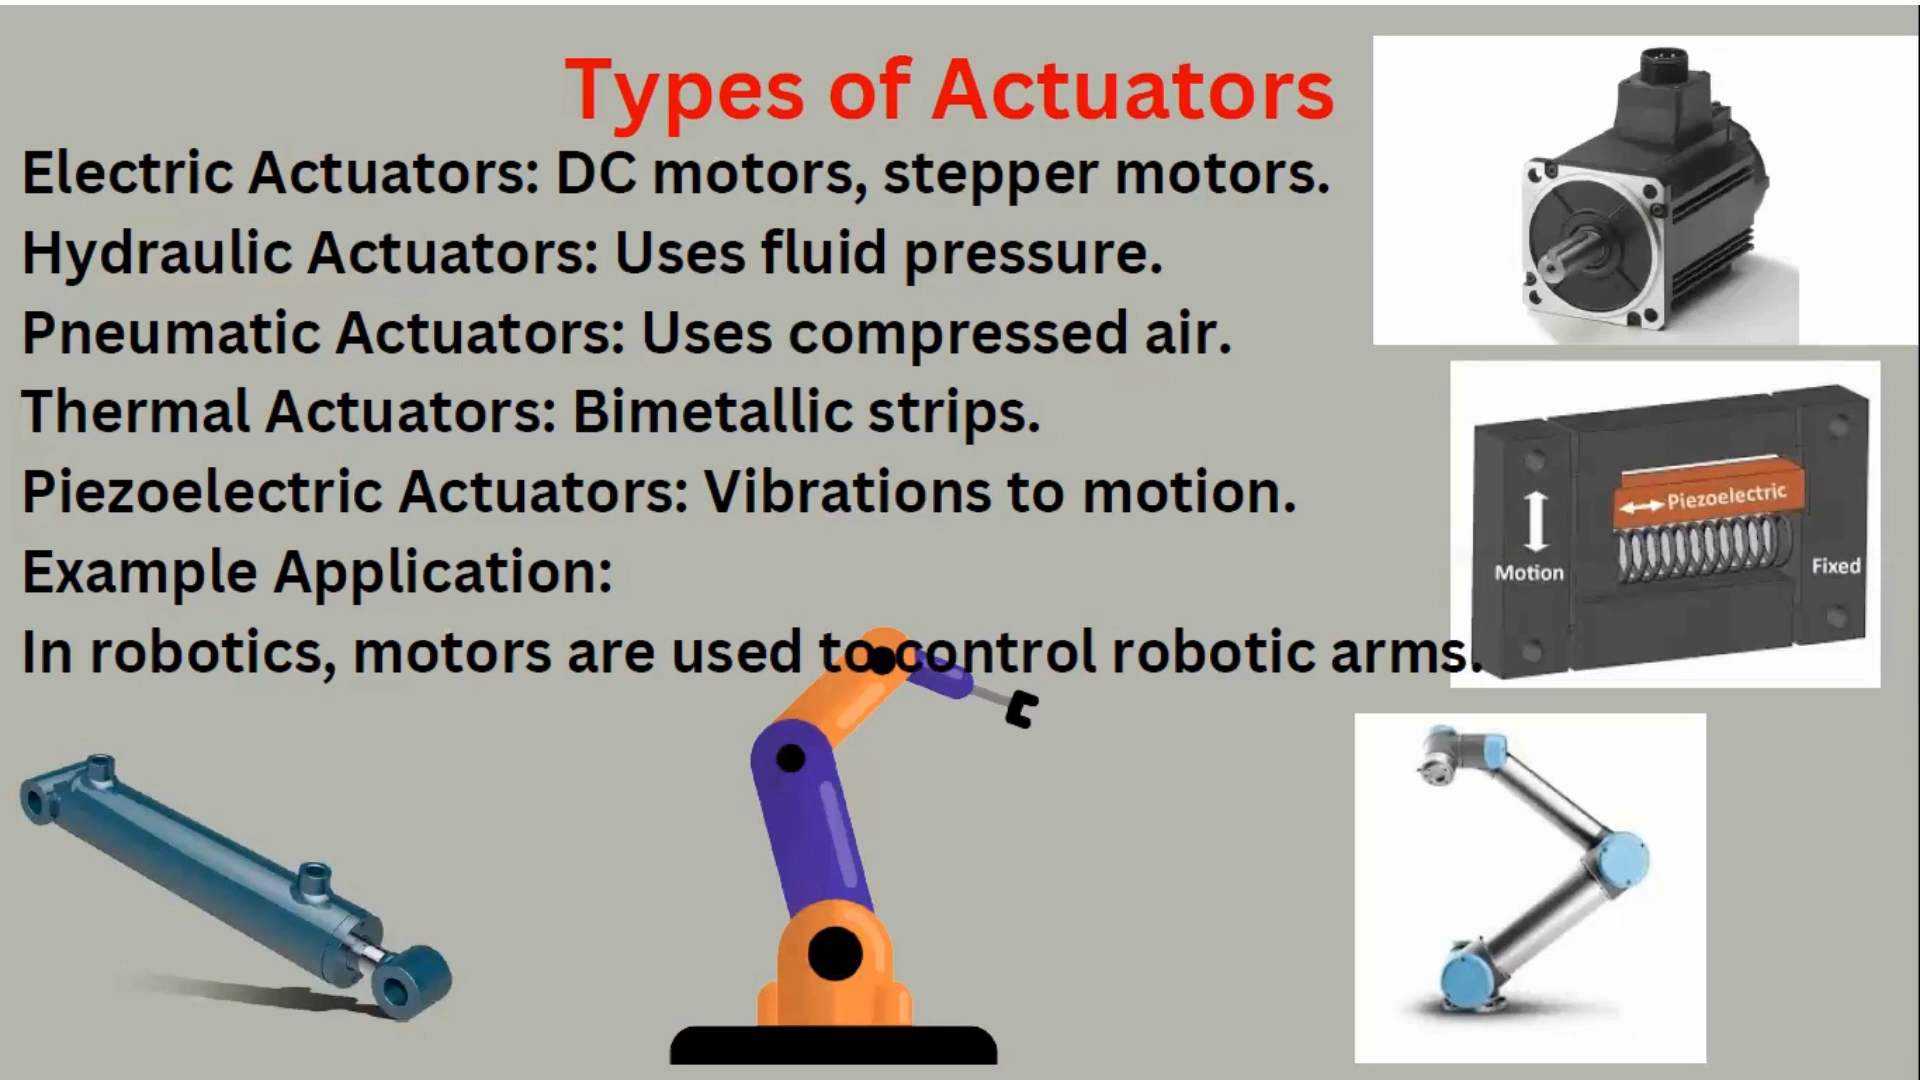 Types of Actuators
Electric Actuators: DC motors, stepper motors.
Hydraulic Actuators: Uses fluid pressure.
Pneumatic Actuators: Uses compressed air.
Thermal Actuators: Bimetallic strips.
Piezoelectric Actuators: Vibrations to motion.
Example Application:
In robotics, motors are used to control robotic arms.
Piezoelectric
Motion
Fixed